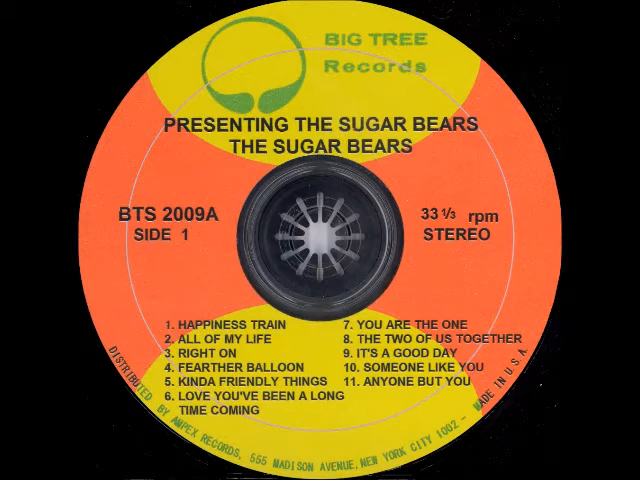 BIG TREE
Records
PRESENTING THE SUGAR BEARS
THE SUGAR BEARS
BTS 2009A
SIDE 1
33 1/3 rpm
STEREO
1. HAPPINESS TRAIN
2. ALL OF MY LIFE
3. RIGHT ON
4. FEARTHER BALLOON
5. KINDA FRIENDLY THINGS
6. LOVE YOU'VE BEEN A LONG
TIME COMING
7. YOU ARE THE ONE
8. THE TWO OF US TOGETHER
9. IT'S A GOOD DAY
10. SOMEONE LIKE YOU
11. ANYONE BUT YOU
DISTRIBUTED BY AMPEX RECORDS, 555 MADISON AVENUE, NEW YORK CITY 1002 - MADE IN U.S.A.